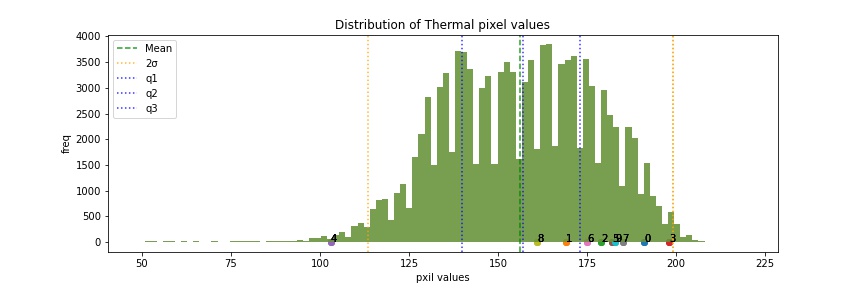 Distribution of Thermal pixel values
4000
3500
3000
2500
2000
1500
1000
500
0
freq
Mean
2σ
q1
q2
q3
4 8 1 6 2 5 9 7 0 3
50 75 100 125 150 175 200 225
pxil values